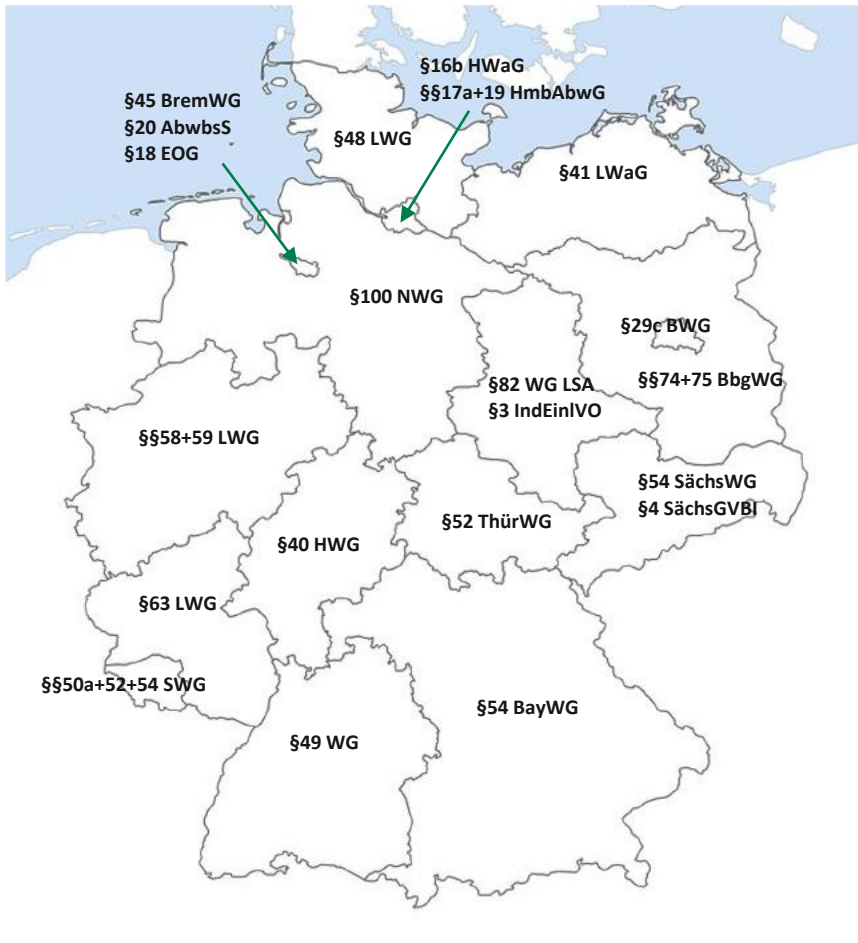 §16b HWaG
§§17a+19 HmbAbwG
§45 BremWG
§20 AbwbsS
§18 EOG
§48 LWG
§41 LWaG
§100 NWG
§29c BWG
§§74+75 BbgWG
§82 WG LSA
§3 IndEinlVO
§§58+59 LWG
§54 SächsWG
§4 SächsGVBl
§52 ThürWG
§40 HWG
§63 LWG
§§50a+52+54 SWG
§54 BayWG
§49 WG